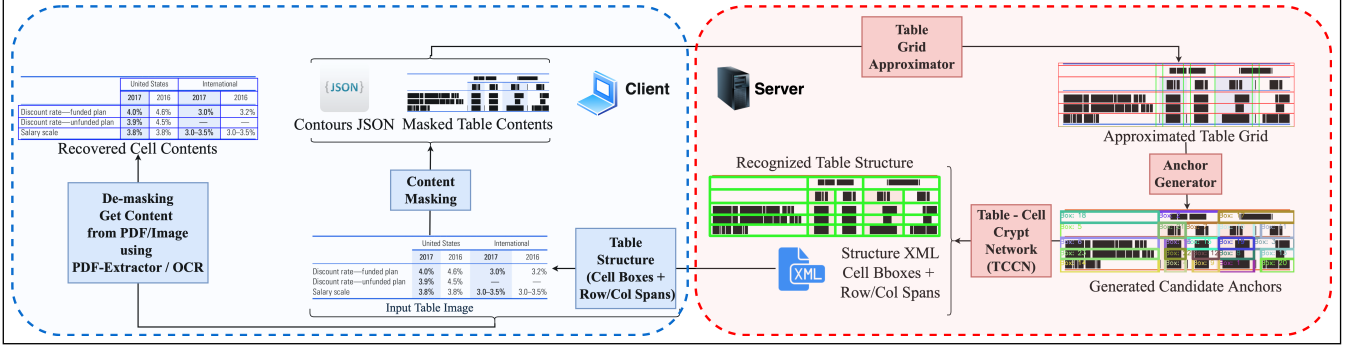 United States International
2017 2016 2017 2016
Discount rate—funded plan 4.0% 4.6% 3.0% 3.2%
Discount rate—unfunded plan 3.9% 4.5% — —
Salary scale 3.8% 3.8% 3.0–3.5% 3.0–3.5%
Recovered Cell Contents
De-masking
Get Content
from PDF/Image
using
PDF-Extractor / OCR
{JSON}
Contours JSON
Masked Table Contents
Client
Content
Masking
United States International
2017 2016 2017 2016
Discount rate—funded plan 4.0% 4.6% 3.0% 3.2%
Discount rate—unfunded plan 3.9% 4.5% — —
Salary scale 3.8% 3.8% 3.0–3.5% 3.0–3.5%
Input Table Image
Table
Structure
(Cell Boxes +
Row/Col Spans)
Server
Table
Grid
Approximator
Approximated Table Grid
Anchor
Generator
Box: 18
Box: 5
Generated Candidate Anchors
Table - Cell
Crypt
Network
(TCCN)
Recognized Table Structure
XML
Structure XML
Cell Bboxes +
Row/Col Spans